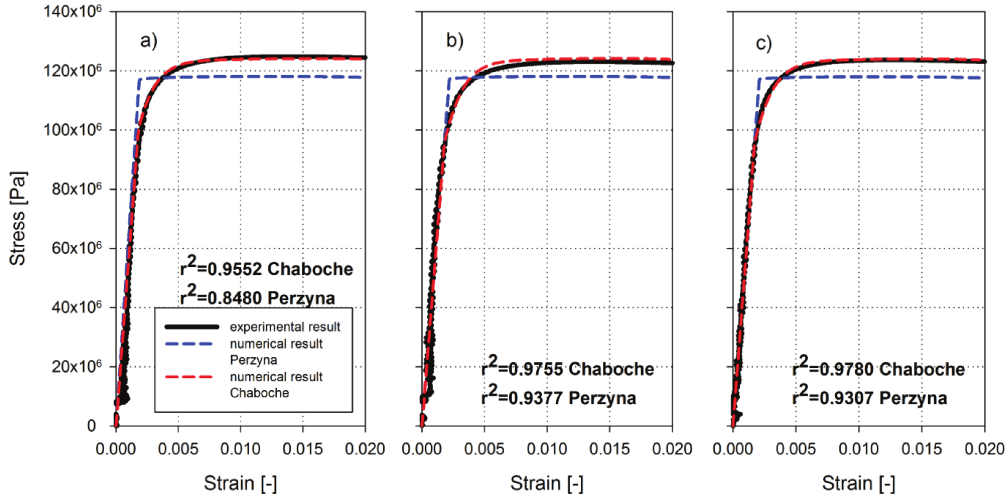 140x10⁶
120x10⁶
100x10⁶
80x10⁶
60x10⁶
40x10⁶
20x10⁶
0
Stress [Pa]
a)
r²=0.9552 Chaboche
r²=0.8480 Perzyna
experimental result
numerical result
Perzyna
numerical result
Chaboche
0.000 0.005 0.010 0.015 0.020
Strain [-]
b)
r²=0.9755 Chaboche
r²=0.9377 Perzyna
0.000 0.005 0.010 0.015 0.020
Strain [-]
c)
r²=0.9780 Chaboche
r²=0.9307 Perzyna
0.000 0.005 0.010 0.015 0.020
Strain [-]